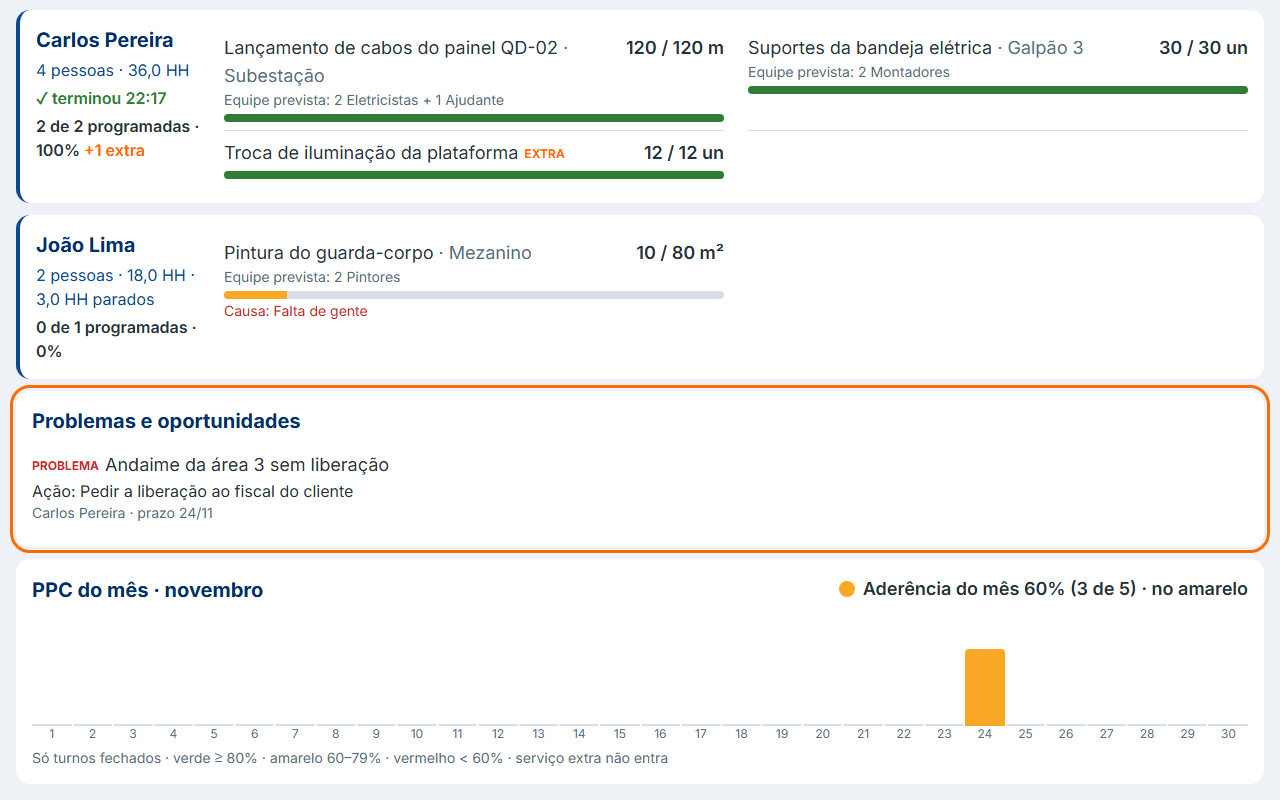 Carlos Pereira
4 pessoas · 36,0 HH
✓ terminou 22:17
2 de 2 programadas ·
100% +1 extra
Lançamento de cabos do painel QD-02 ·
Subestação
120 / 120 m
Equipe prevista: 2 Eletricistas + 1 Ajudante
Suportes da bandeja elétrica · Galpão 3
30 / 30 un
Equipe prevista: 2 Montadores
Troca de iluminação da plataforma EXTRA
12 / 12 un
João Lima
2 pessoas · 18,0 HH ·
3,0 HH parados
0 de 1 programadas ·
0%
Pintura do guarda-corpo · Mezanino
10 / 80 m²
Equipe prevista: 2 Pintores
Causa: Falta de gente
Problemas e oportunidades
PROBLEMA Andaime da área 3 sem liberação
Ação: Pedir a liberação ao fiscal do cliente
Carlos Pereira · prazo 24/11
PPC do mês · novembro
Aderência do mês 60% (3 de 5) · no amarelo
1 2 3 4 5 6 7 8 9 10 11 12 13 14 15 16 17 18 19 20 21 22 23 24 25 26 27 28 29 30
Só turnos fechados · verde ≥ 80% · amarelo 60–79% · vermelho < 60% · serviço extra não entra